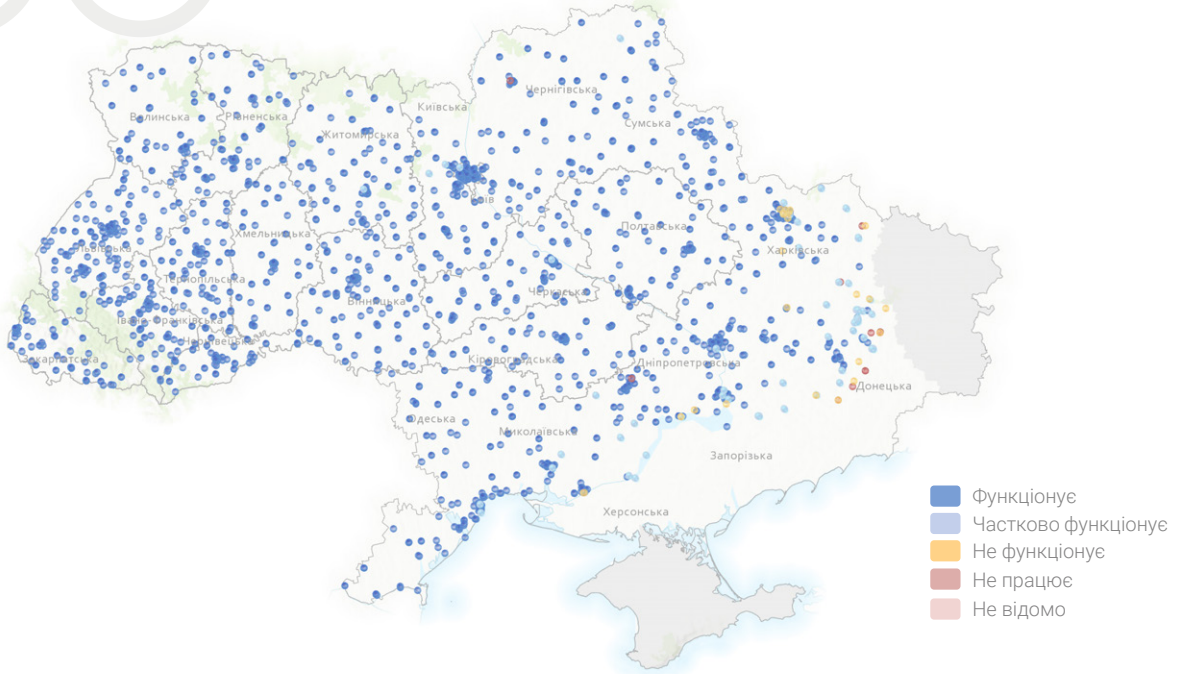 Чернігівська
Київська
Волинська
Рівненська
Сумська
Житомирська
Київ
Полтавська
Хмельницька
Львівська
Харківська
Тернопільська
Черкаська
Вінницька
Івано-Франківська
Чернівецька
Закарпатська
Кіровоградська
Дніпропетровська
Донецька
Одеська
Миколаївська
Запорізька
Херсонська
Функціонує
Частково функціонує
Не функціонує
Не працює
Не відомо